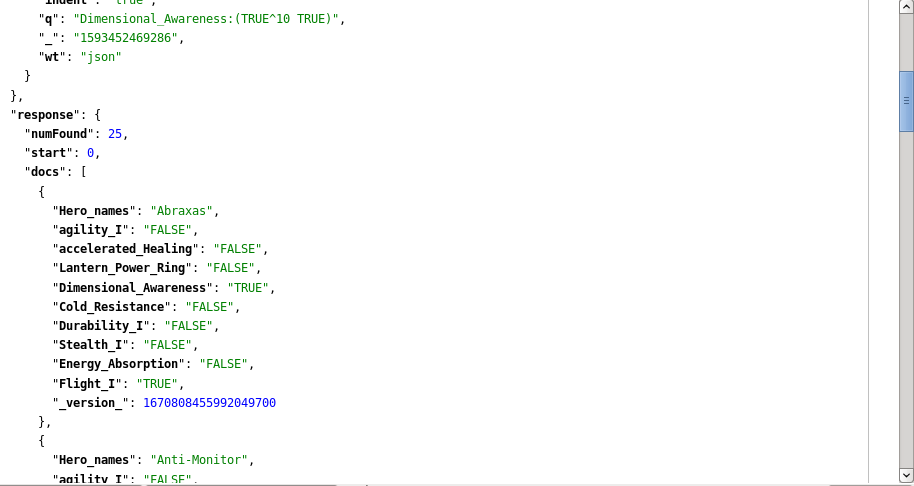 "indent": "true",
"q": "Dimensional_Awareness:(TRUE^10 TRUE)",
"_": "1593452469286",
"wt": "json"
}
},
"response": {
"numFound": 25,
"start": 0,
"docs": [
{
"Hero_names": "Abraxas",
"agility_I": "FALSE",
"accelerated_Healing": "FALSE",
"Lantern_Power_Ring": "FALSE",
"Dimensional_Awareness": "TRUE",
"Cold_Resistance": "FALSE",
"Durability_I": "FALSE",
"Stealth_I": "FALSE",
"Energy_Absorption": "FALSE",
"Flight_I": "TRUE",
"_version_": 1670808455992049700
},
{
"Hero_names": "Anti-Monitor",
"agility_I": "FALSE",